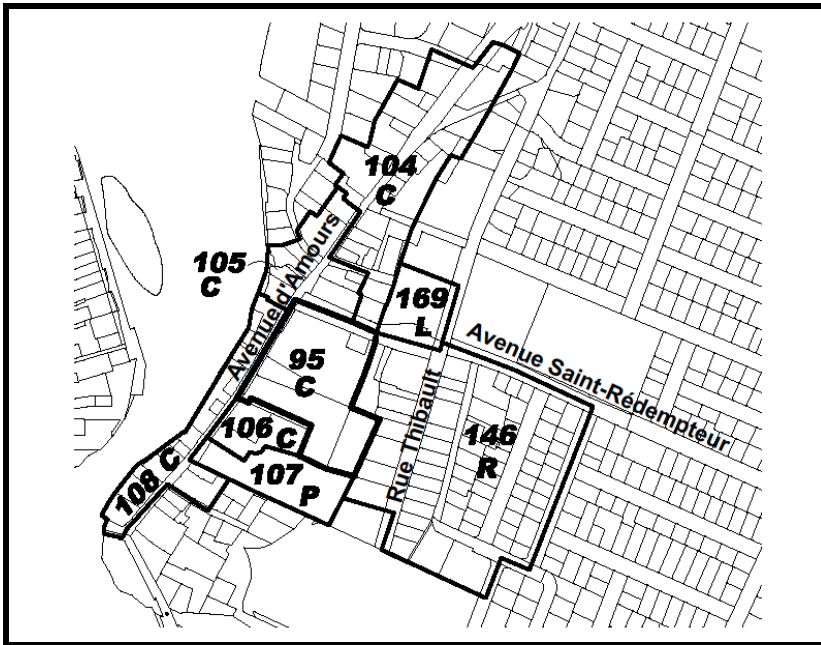 104
C
105
C
Avenue d'Amours
169
L
Avenue Saint-Rédempteur
95
C
106 C
Rue Thibault
146
R
107
P
108 C